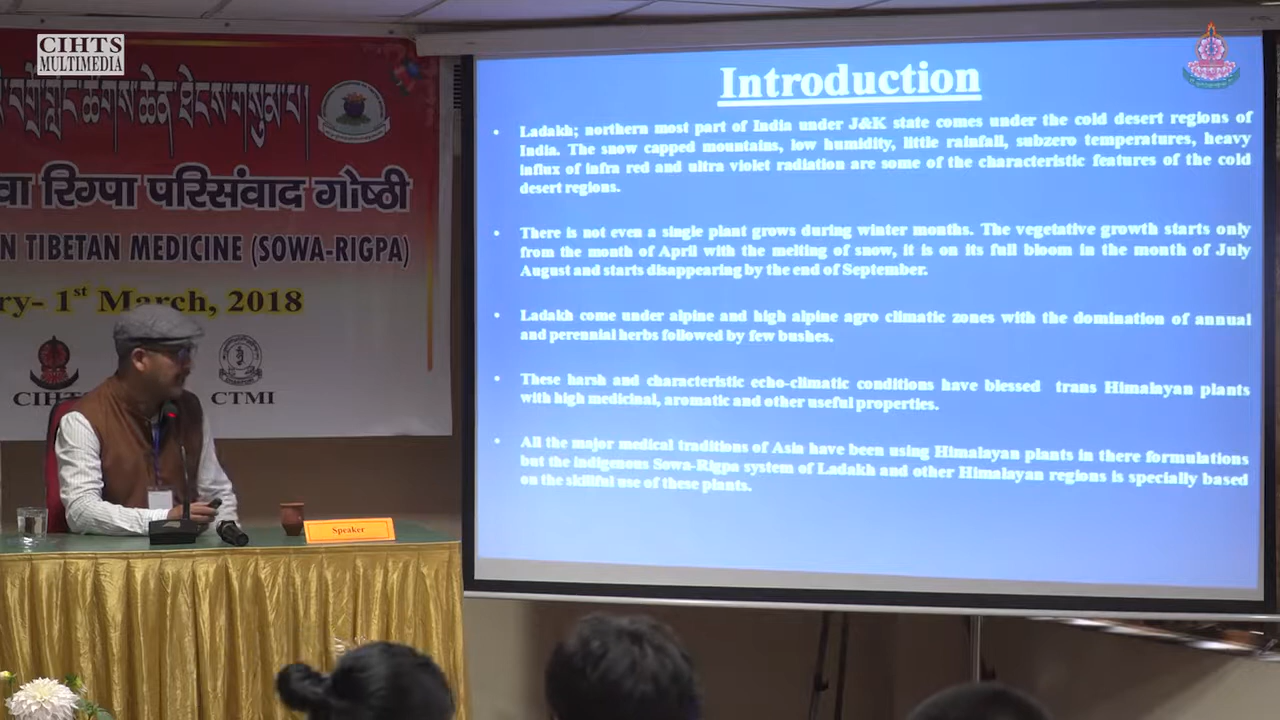 CIHTS
MULTIMEDIA
རིག་པའི་གྲོས་གླེང་ཚོགས་ཆེན་ཐེངས་གསུམ་པ།
वा रिग्पा परिसंवाद गोष्ठी
N TIBETAN MEDICINE (SOWA-RIGPA)
ry- 1st March, 2018
CIHTS
CTMI
Speaker
Introduction
• Ladakh; northern most part of India under J&K state comes under the cold desert regions of
India. The snow capped mountains, low humidity, little rainfall, subzero temperatures, heavy
influx of infra red and ultra violet radiation are some of the characteristic features of the cold
desert regions.
• There is not even a single plant grows during winter months. The vegetative growth starts only
from the month of April with the melting of snow, it is on its full bloom in the month of July
August and starts disappearing by the end of September.
• Ladakh come under alpine and high alpine agro climatic zones with the domination of annual
and perennial herbs followed by few bushes.
• These harsh and characteristic echo-climatic conditions have blessed trans Himalayan plants
with high medicinal, aromatic and other useful properties.
• All the major medical traditions of Asia have been using Himalayan plants in there formulations
but the indigenous Sowa-Rigpa system of Ladakh and other Himalayan regions is specially based
on the skillful use of these plants.